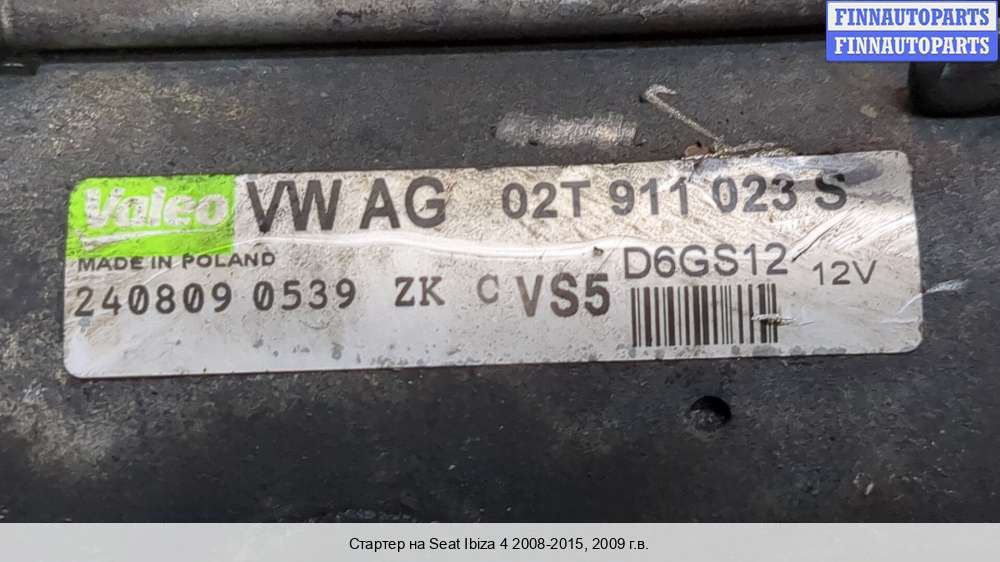 FINNAUTOPARTS
FINNAUTOPARTS
Valeo VW AG 02T 911 023 S
MADE IN POLAND D6GS12 12V
240809 0539 ZK C VS5
Стартер на Seat Ibiza 4 2008-2015, 2009 г.в.